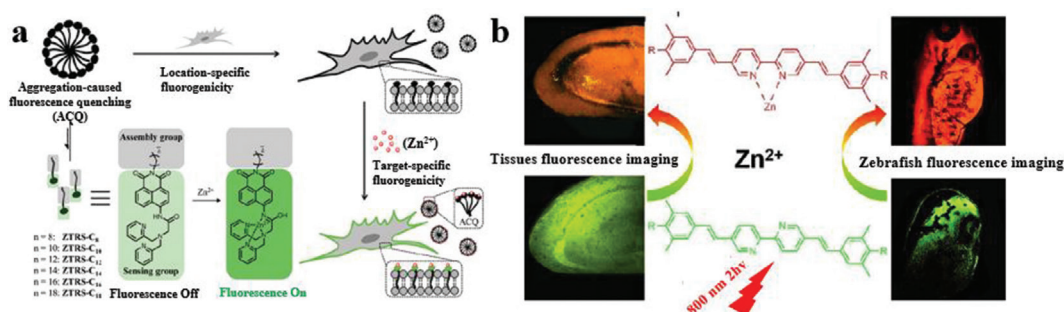 a
Aggregation-caused
fluorescence quenching
(ACQ)
Location-specific
fluorogenicity
(Zn²⁺)
Target-specific
fluorogenicity
ACQ
Assembly group
Zn²⁺
Sensing group
n = 8: ZTRS-C₈
n = 10: ZTRS-C₁₀
n = 12: ZTRS-C₁₂
n = 14: ZTRS-C₁₄
n = 16: ZTRS-C₁₆
n = 18: ZTRS-C₁₈
Fluorescence Off
Fluorescence On
b
R
N
N
R
Zn
Tissues fluorescence imaging
Zn²⁺
Zebrafish fluorescence imaging
R
N
N
R
800 nm 2hν